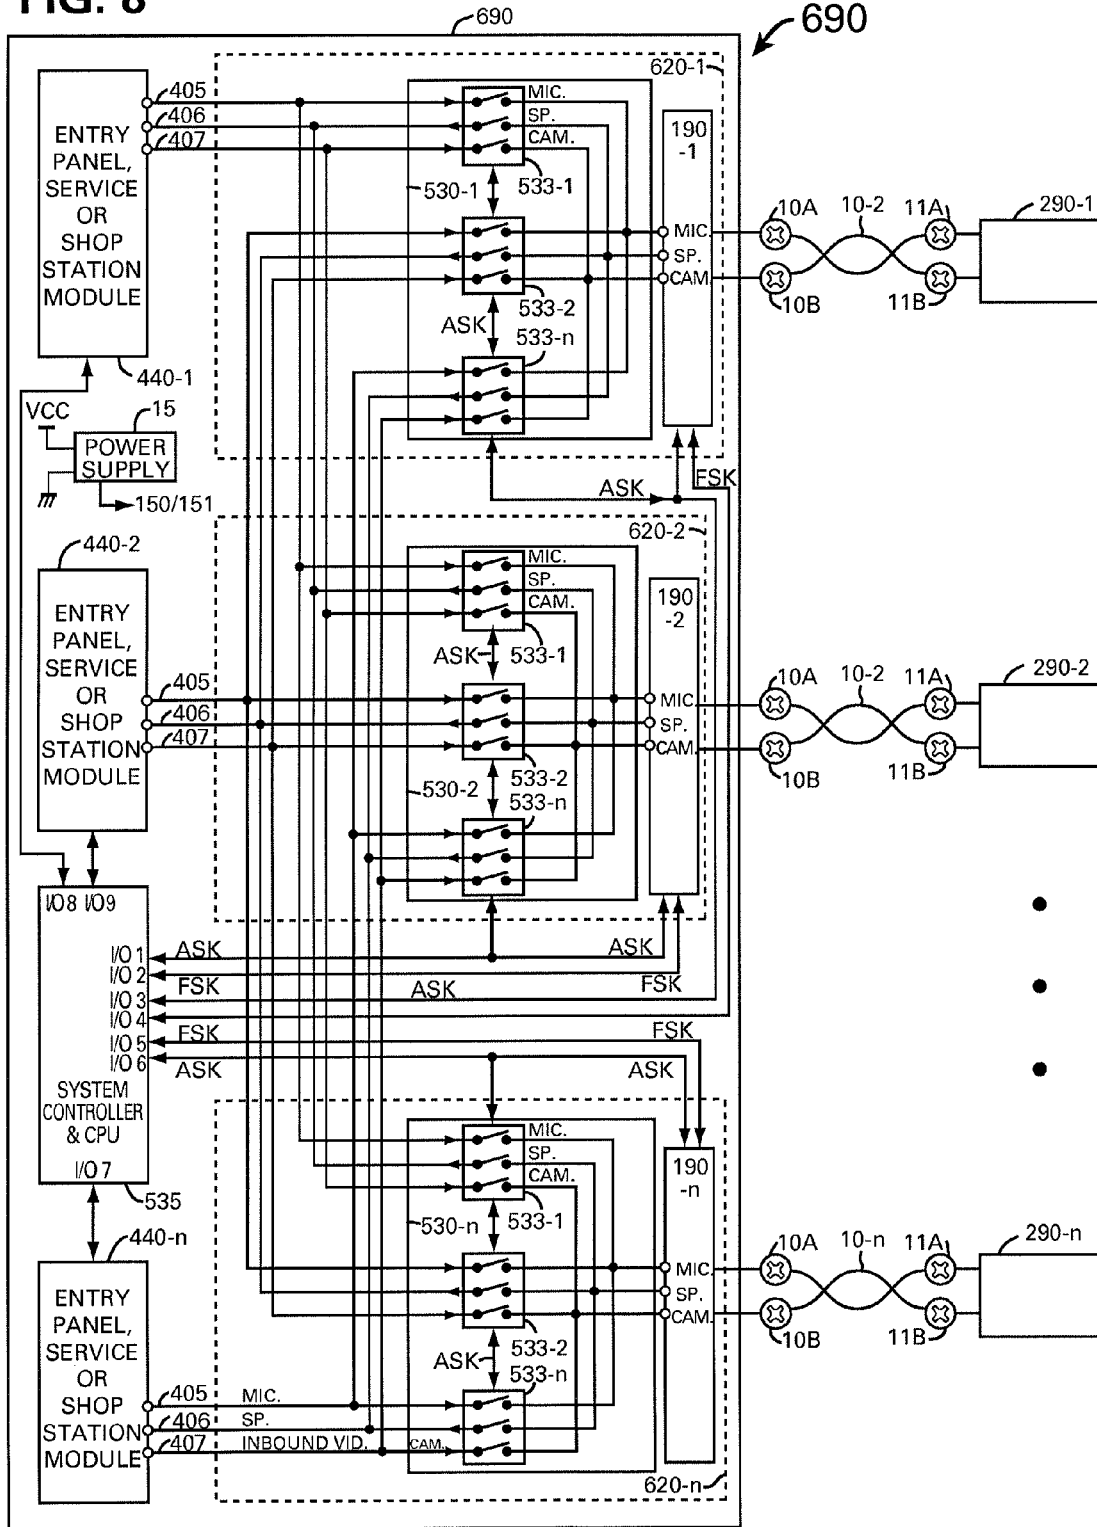 FIG. 8
690
690
620-1
405
406
407
ENTRY
PANEL,
SERVICE
OR
SHOP
STATION
MODULE
440-1
MIC.
SP.
CAM.
530-1
533-1
190
-1
MIC.
SP.
CAM.
533-2
ASK
533-n
10A
10-2
11A
290-1
10B
11B
VCC
15
POWER
SUPPLY
150/151
ASK
FSK
620-2
440-2
ENTRY
PANEL,
SERVICE
OR
SHOP
STATION
MODULE
405
406
407
MIC.
SP.
CAM.
ASK
533-1
190
-2
MIC.
SP.
CAM.
530-2
533-2
533-n
10A
10-2
11A
290-2
10B
11B
I/O8 I/O9
I/O 1
I/O 2
I/O 3
I/O 4
I/O 5
I/O 6
ASK
ASK
FSK
FSK
ASK
FSK
FSK
ASK
ASK
SYSTEM
CONTROLLER
& CPU
I/O 7
535
440-n
MIC.
SP.
CAM.
530-n
533-1
190
-n
MIC.
SP.
CAM.
533-2
ASK
533-n
10A
10-n
11A
290-n
10B
11B
ENTRY
PANEL,
SERVICE
OR
SHOP
STATION
MODULE
405 MIC.
406 SP.
407 INBOUND VID. CAM.
620-n